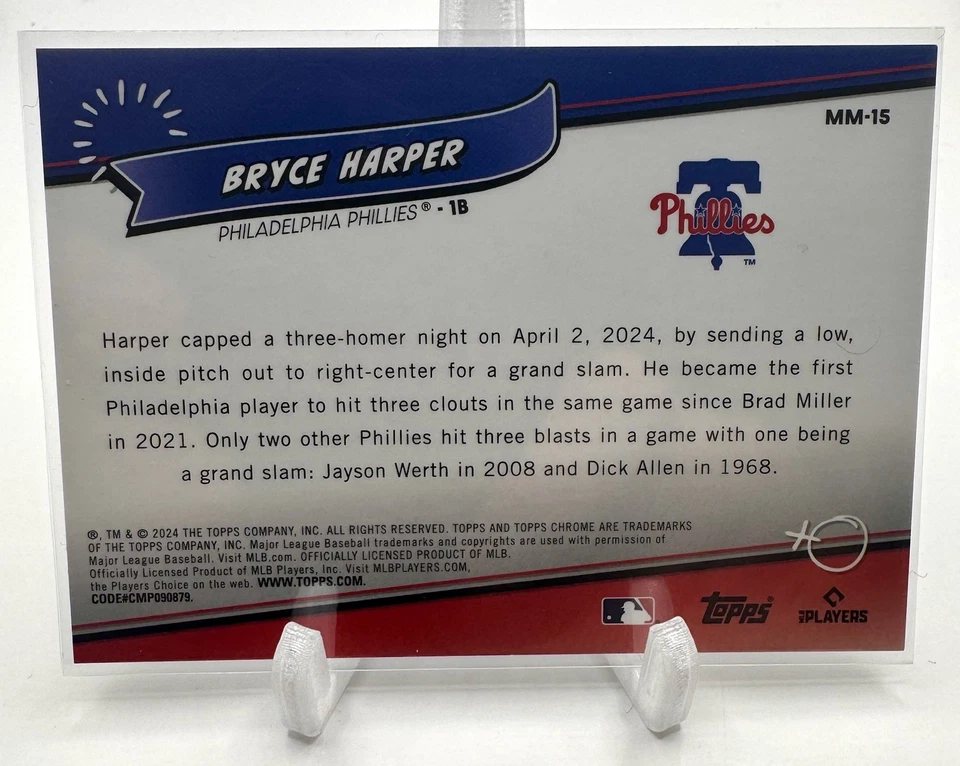 MM-15
BRYCE HARPER
PHILADELPHIA PHILLIES® - 1B
Phillies
TM
Harper capped a three-homer night on April 2, 2024, by sending a low,
inside pitch out to right-center for a grand slam. He became the first
Philadelphia player to hit three clouts in the same game since Brad Miller
in 2021. Only two other Phillies hit three blasts in a game with one being
a grand slam: Jayson Werth in 2008 and Dick Allen in 1968.
®, TM & © 2024 THE TOPPS COMPANY, INC. ALL RIGHTS RESERVED. TOPPS AND TOPPS CHROME ARE TRADEMARKS
OF THE TOPPS COMPANY, INC. Major League Baseball trademarks and copyrights are used with permission of
Major League Baseball. Visit MLB.com. OFFICIALLY LICENSED PRODUCT OF MLB.
Officially Licensed Product of MLB Players, Inc. Visit MLBPLAYERS.COM,
the Players Choice on the web. WWW.TOPPS.COM.
CODE#CMP090879.
Topps®
MLB PLAYERS